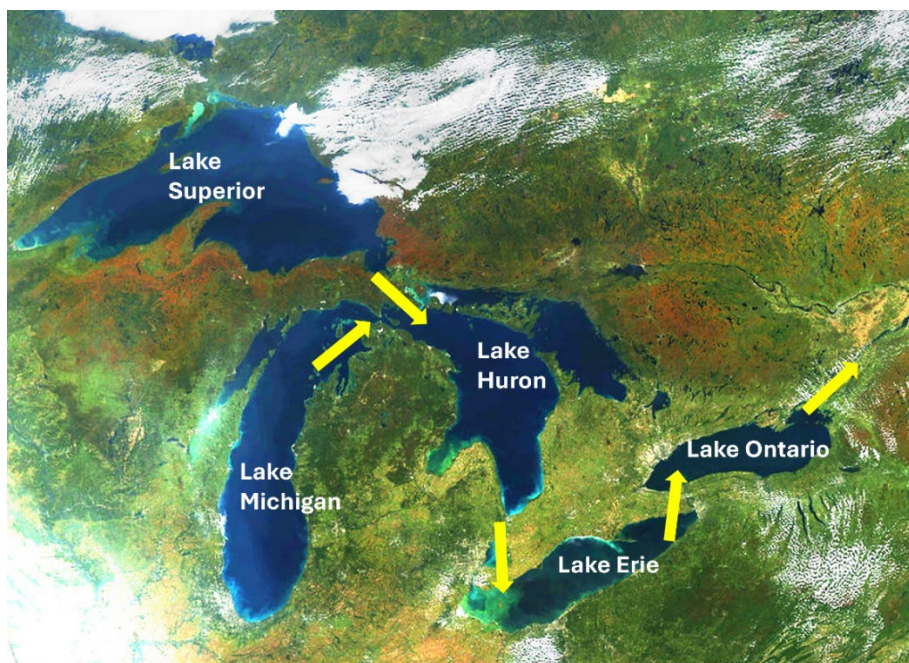 Lake
Superior
Lake
Huron
Lake Ontario
Lake
Michigan
Lake Erie